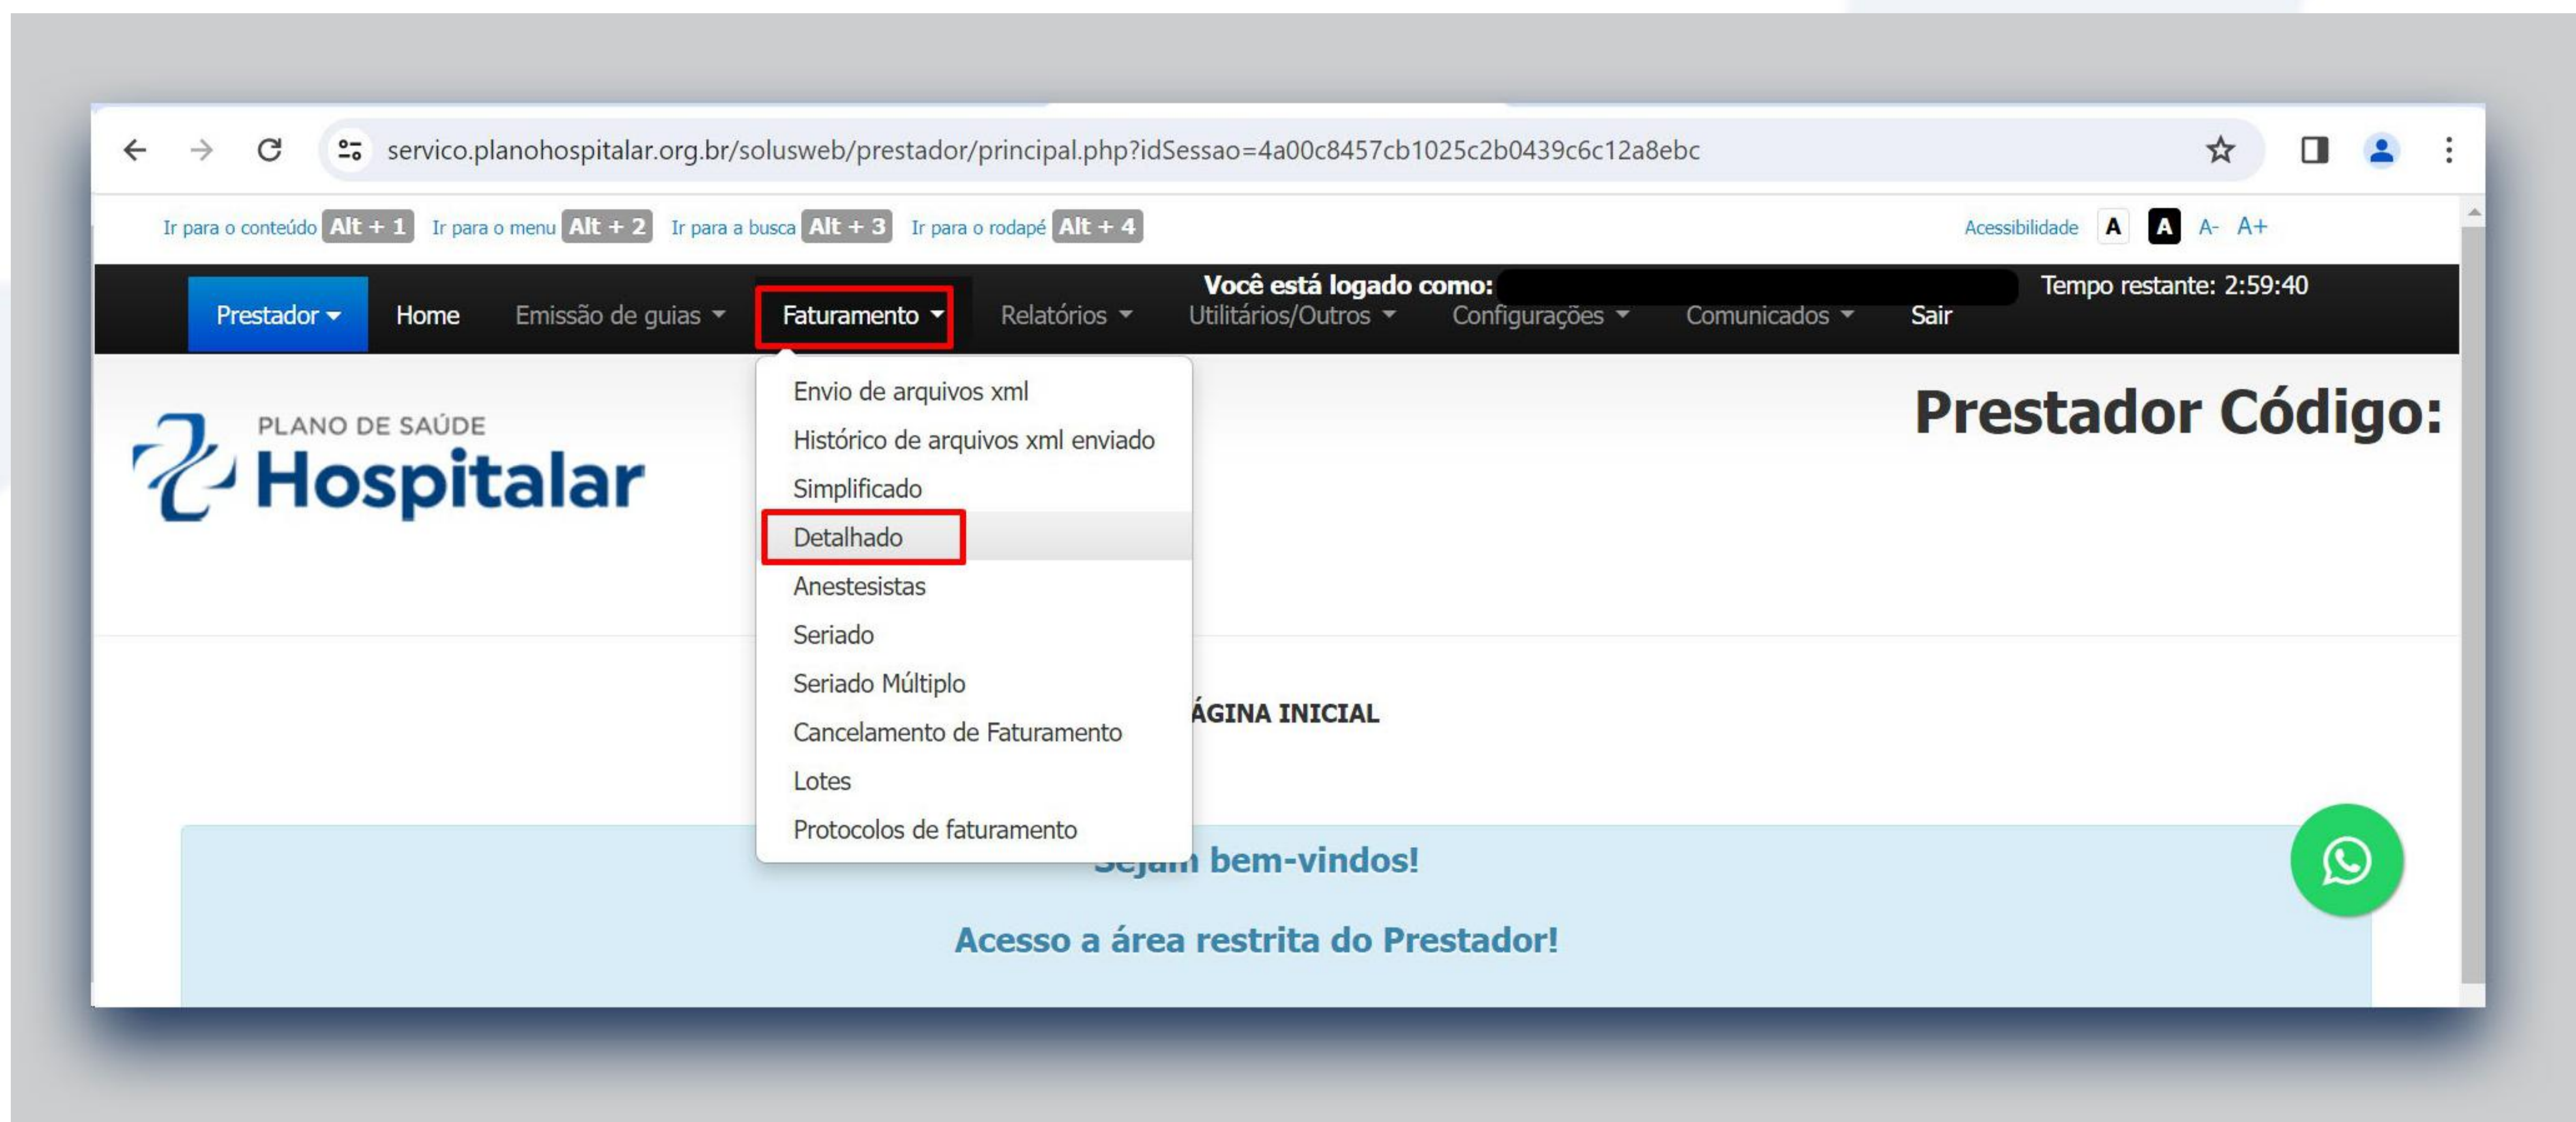 servico.planohospitalar.org.br/solusweb/prestador/principal.php?idSessao=4a00c8457cb1025c2b0439c6c12a8ebc
Ir para o conteúdo Alt + 1 Ir para o menu Alt + 2 Ir para a busca Alt + 3 Ir para o rodapé Alt + 4 Acessibilidade A A A- A+
Você está logado como: Tempo restante: 2:59:40
Prestador Home Emissão de guias Faturamento Relatórios Utilitários/Outros Configurações Comunicados Sair
Envio de arquivos xml
Histórico de arquivos xml enviado
Simplificado
Detalhado
Anestesistas
Seriado
Seriado Múltiplo
Cancelamento de Faturamento
Lotes
Protocolos de faturamento
PLANO DE SAÚDE
Hospitalar
Prestador Código:
ÁGINA INICIAL
Sejam bem-vindos!
Acesso a área restrita do Prestador!